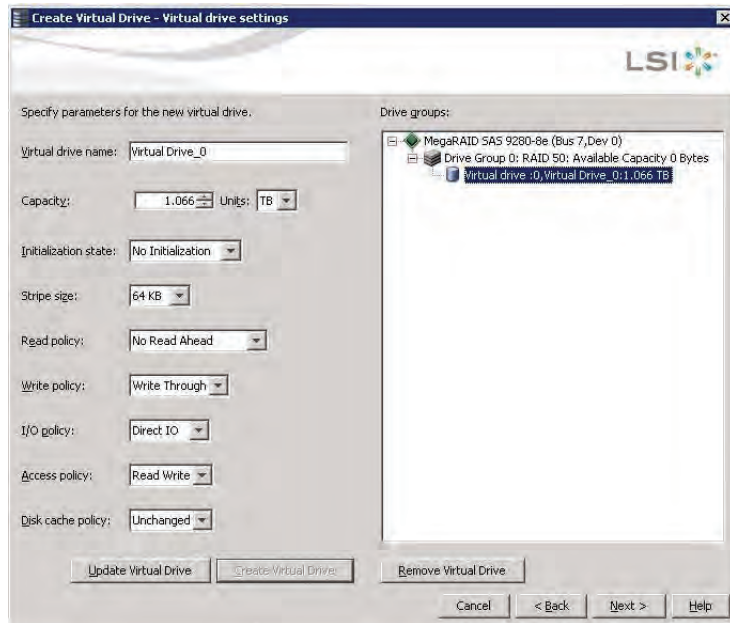 Create Virtual Drive - Virtual drive settings
LSI
Specify parameters for the new virtual drive.
Virtual drive name: Virtual Drive_0
Capacity: 1.066 Units: TB
Initialization state: No Initialization
Stripe size: 64 KB
Read policy: No Read Ahead
Write policy: Write Through
I/O policy: Direct IO
Access policy: Read Write
Disk cache policy: Unchanged
Update Virtual Drive Create Virtual Drive
Drive groups:
MegaRAID SAS 9280-8e (Bus 7,Dev 0)
Drive Group 0: RAID 50: Available Capacity 0 Bytes
Virtual drive :0,Virtual Drive_0:1.066 TB
Remove Virtual Drive
Cancel < Back Next > Help